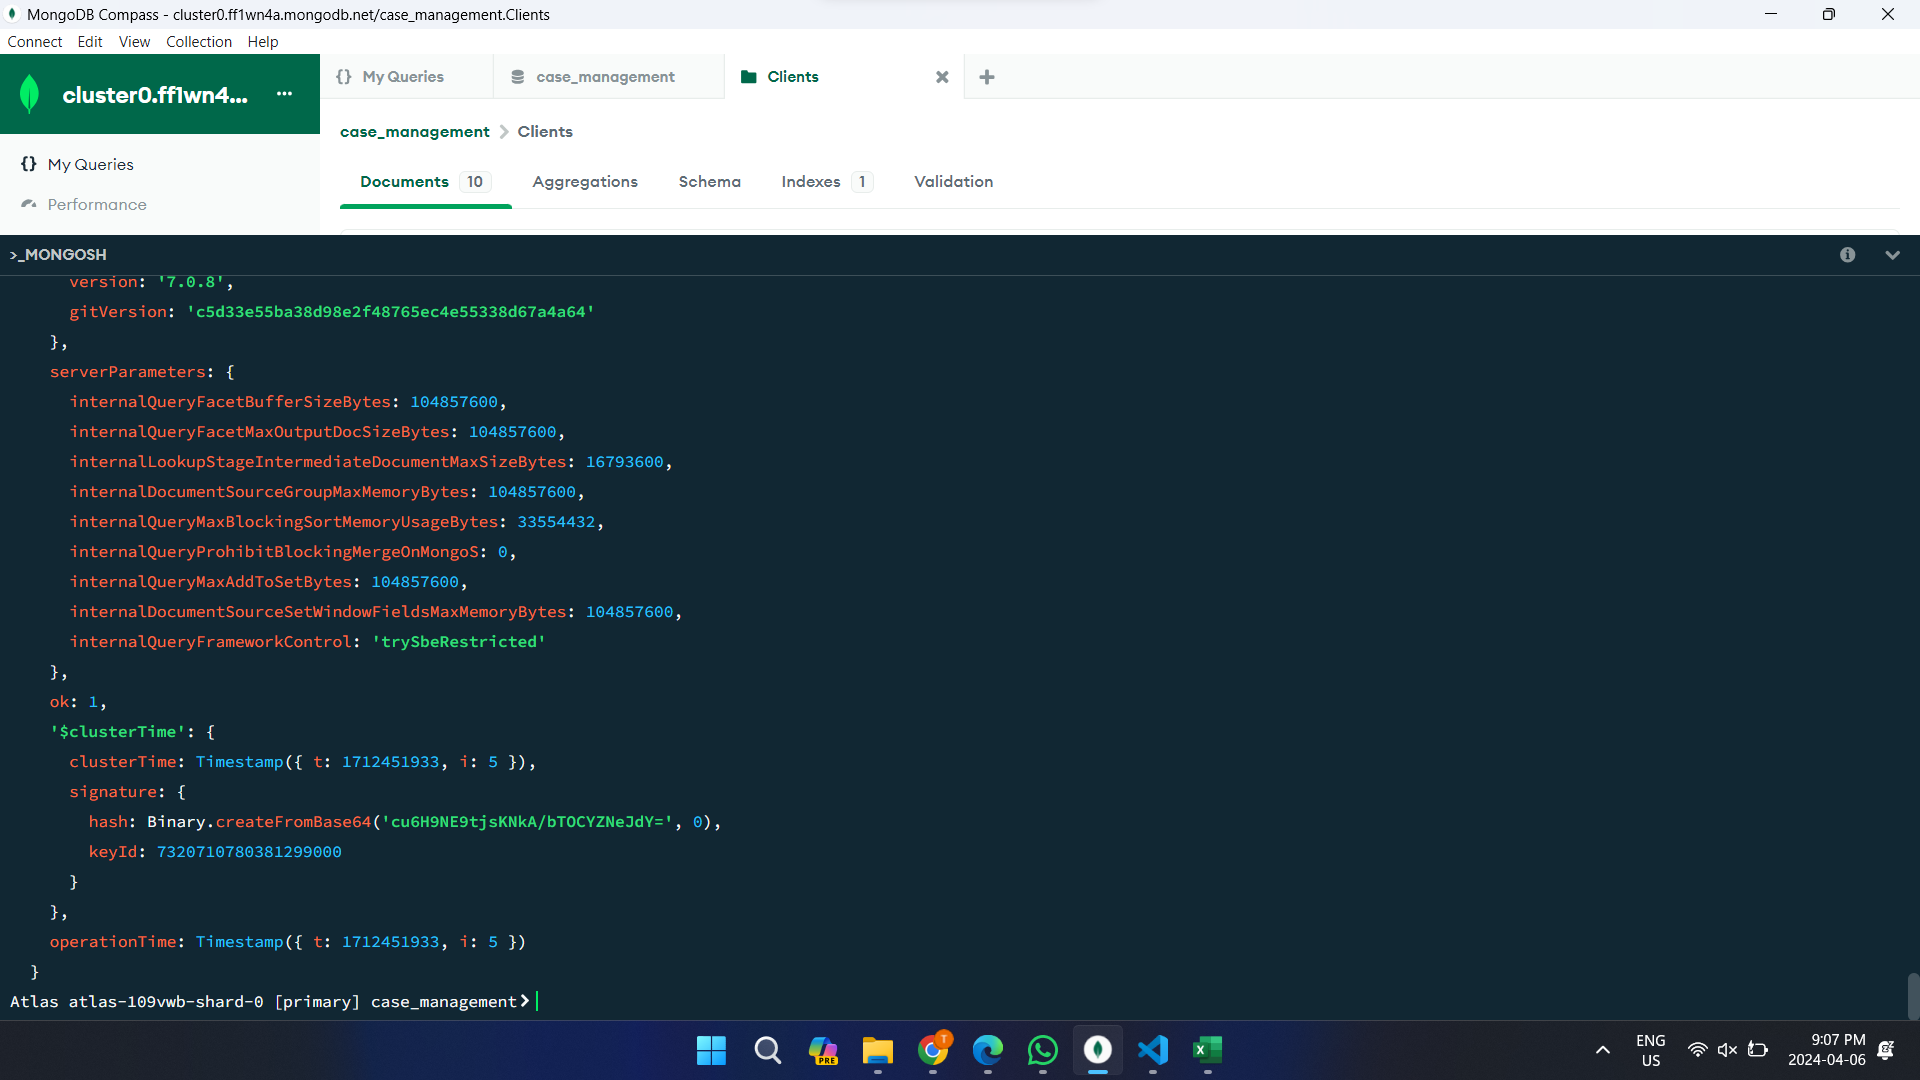 MongoDB Compass - cluster0.ff1wn4a.mongodb.net/case_management.Clients
Connect Edit View Collection Help
cluster0.ff1wn4... ...
{} My Queries
case_management
Clients
case_management > Clients
{} My Queries
Performance
Documents 10 Aggregations Schema Indexes 1 Validation
>_MONGOSH
version: '7.0.8',
gitVersion: 'c5d33e55ba38d98e2f48765ec4e55338d67a4a64'
},
serverParameters: {
internalQueryFacetBufferSizeBytes: 104857600,
internalQueryFacetMaxOutputDocSizeBytes: 104857600,
internalLookupStageIntermediateDocumentMaxSizeBytes: 16793600,
internalDocumentSourceGroupMaxMemoryBytes: 104857600,
internalQueryMaxBlockingSortMemoryUsageBytes: 33554432,
internalQueryProhibitBlockingMergeOnMongoS: 0,
internalQueryMaxAddToSetBytes: 104857600,
internalDocumentSourceSetWindowFieldsMaxMemoryBytes: 104857600,
internalQueryFrameworkControl: 'trySbeRestricted'
},
ok: 1,
'$clusterTime': {
clusterTime: Timestamp({ t: 1712451933, i: 5 }),
signature: {
hash: Binary.createFromBase64('cu6H9NE9tjsKNkA/bTOCYZNeJdY=', 0),
keyId: 7320710780381299000
}
},
operationTime: Timestamp({ t: 1712451933, i: 5 })
}
Atlas atlas-109vwb-shard-0 [primary] case_management>
PRE
T
ENG
US
9:07 PM
2024-04-06